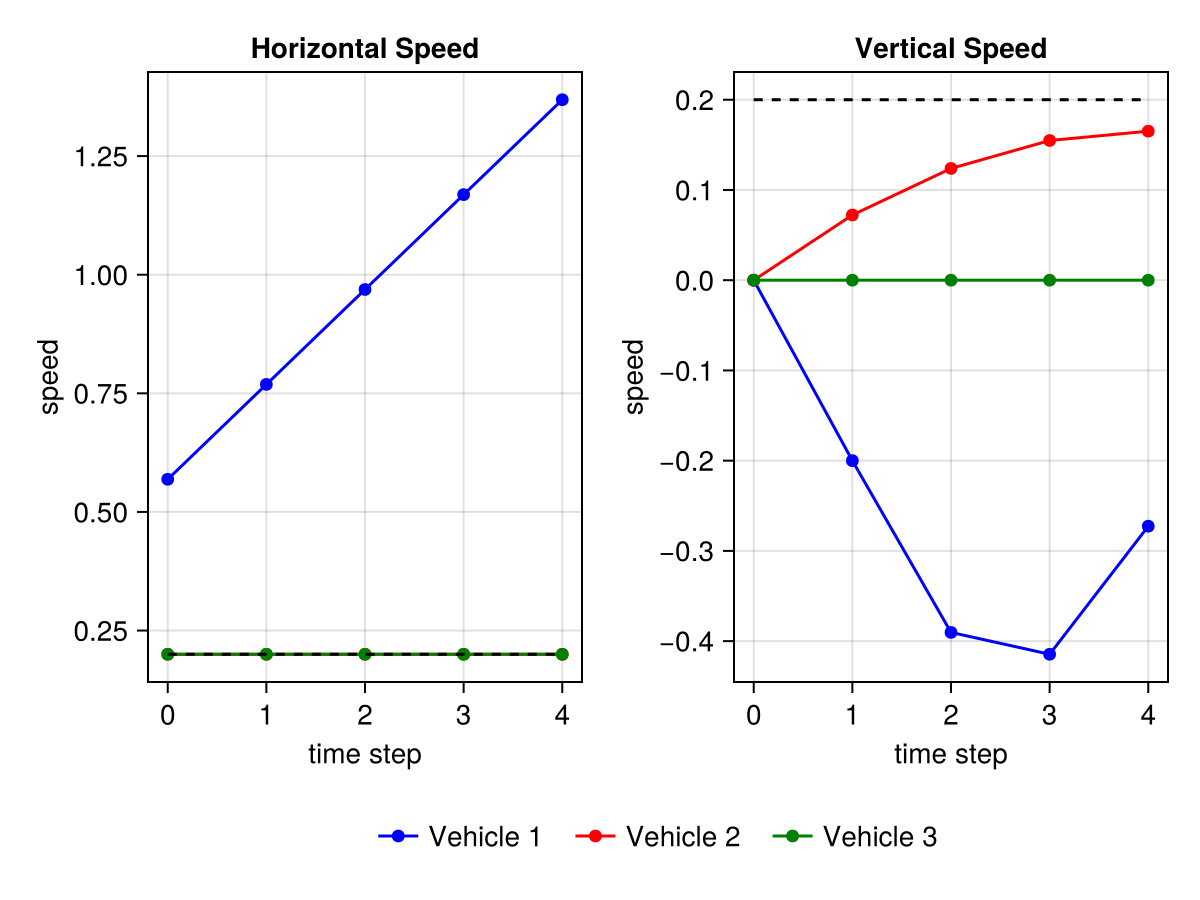 Horizontal Speed
1.25
1.00
0.75
0.50
0.25
speed
0 1 2 3 4
time step
Vertical Speed
0.2
0.1
0.0
−0.1
−0.2
−0.3
−0.4
speed
0 1 2 3 4
time step
Vehicle 1 Vehicle 2 Vehicle 3